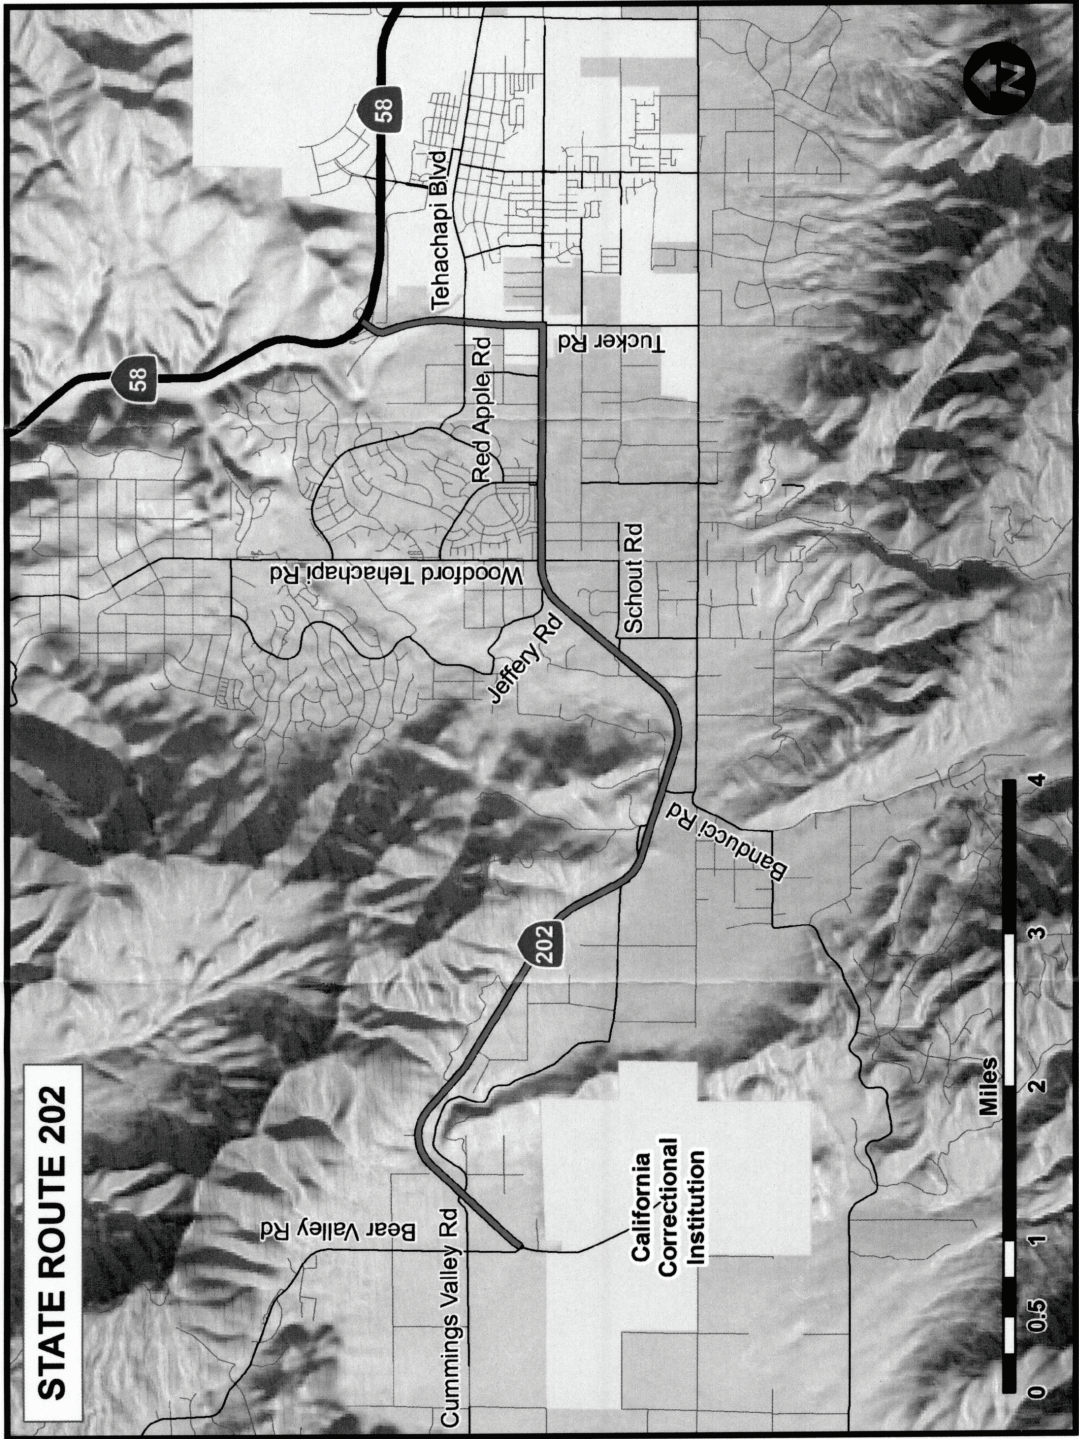 STATE ROUTE 202
58
58
Tehachapi Blvd
Red Apple Rd
Tucker Rd
Woodford Tehachapi Rd
Schout Rd
Jeffery Rd
Banducci Rd
202
Bear Valley Rd
Cummings Valley Rd
California
Correctional
Institution
N
Miles
0 0.5 1 2 3 4